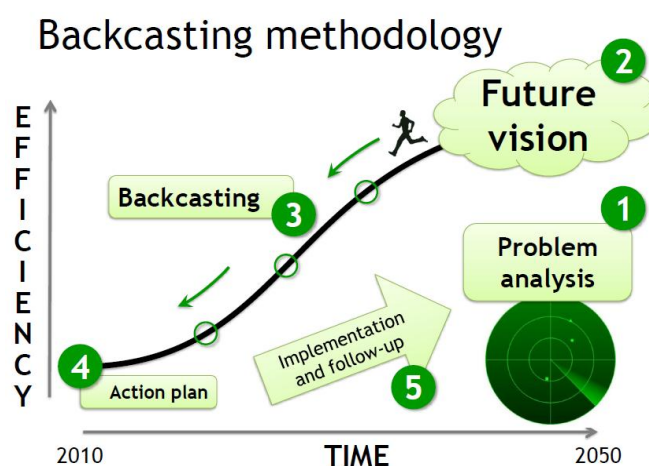 Backcasting methodology
2
Future
vision
EFFICIENCY
Backcasting
3
1
Problem
analysis
4
Action plan
Implementation
and follow-up
5
2010
TIME
2050